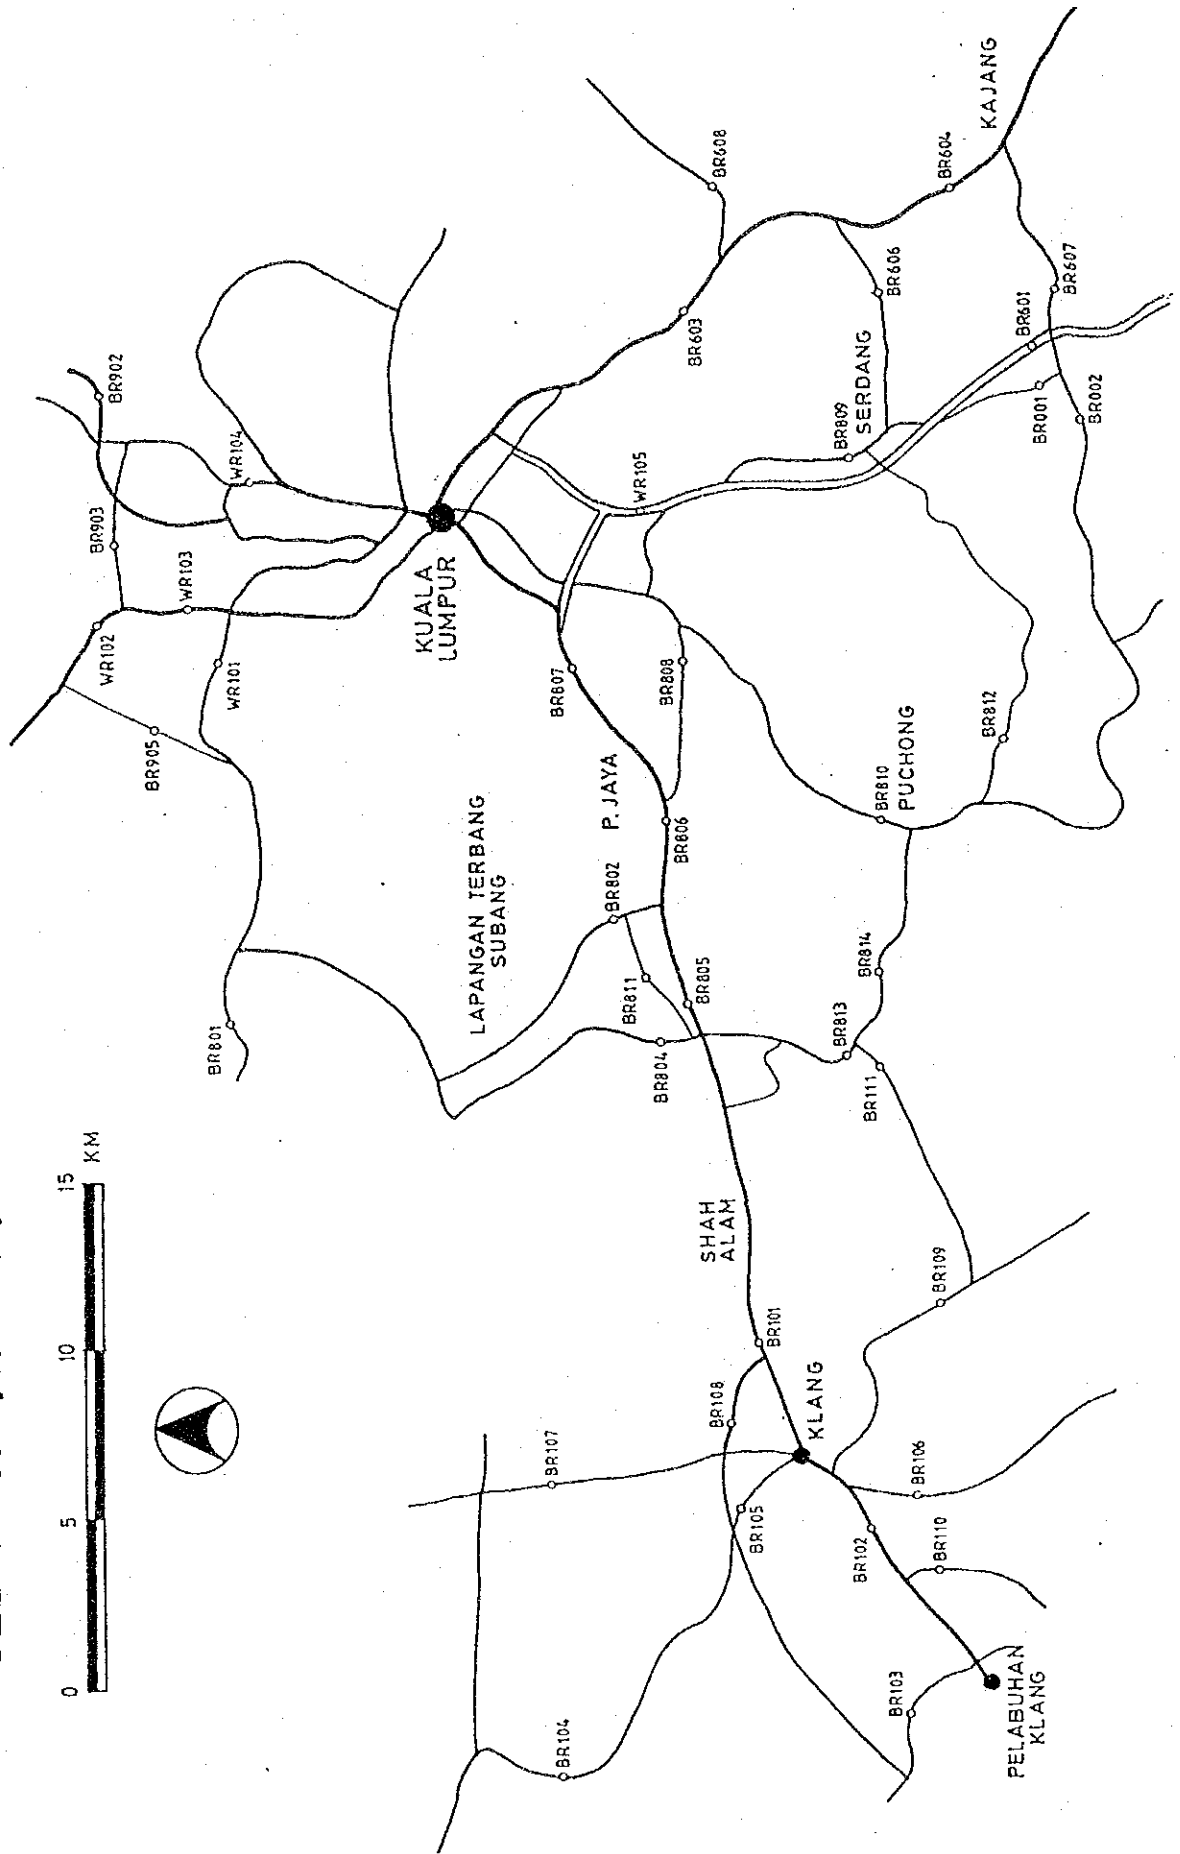 0
5
10
15
KM
BR902
BR903
WR102
BR905
WR103
WR104
BR801
WR101
KUALA
LUMPUR
LAPANGAN TERBANG
SUBANG
BR104
BR107
BR807
P. JAYA
BR802
BR811
WR105
BR808
BR804
BR806
BR805
BR603
BR608
SHAH
ALAM
BR108
BR105
BR101
KLANG
BR813
BR809
SERDANG
BR814
BR111
BR810
PUCHONG
BR606
BR102
BR103
BR106
BR110
BR109
BR604
KAJANG
BR812
BR601
BR001
BR607
BR002
PELABUHAN
KLANG